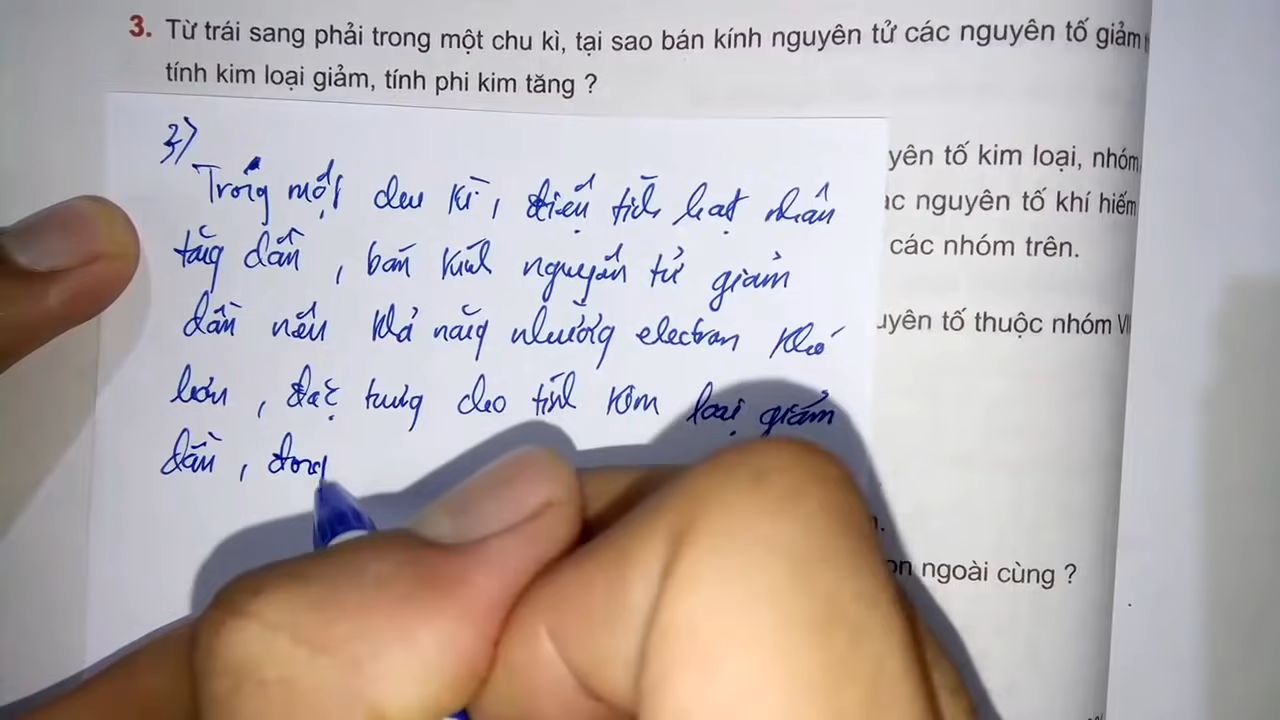 3. Từ trái sang phải trong một chu kì, tại sao bán kính nguyên tử các nguyên tố giảm
tính kim loại giảm, tính phi kim tăng ?
3)
Trong một chu kì, điện tích hạt nhân
tăng dần, bán kính nguyên tử giảm
dần nên khả năng nhường electron khó
hơn, đặc trưng cho tính kim loại giảm
dần, đong
yên tố kim loại, nhóm
ác nguyên tố khí hiếm
các nhóm trên.
uyên tố thuộc nhóm VI
on ngoài cùng ?